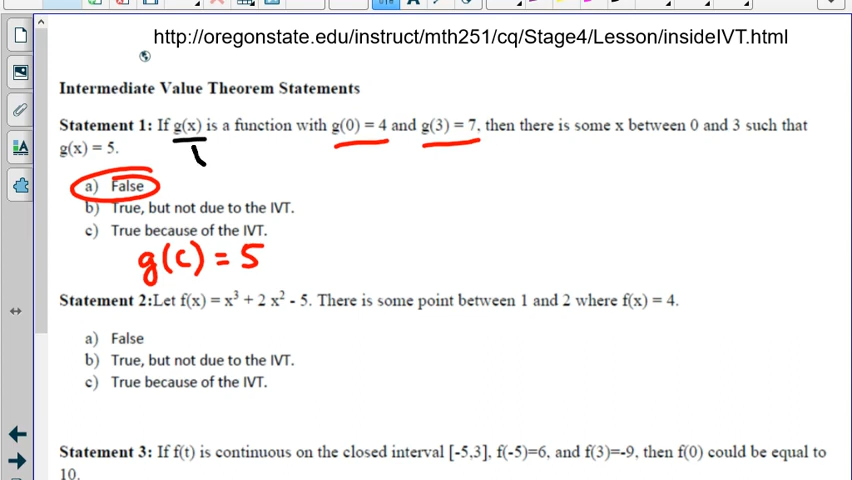 http://oregonstate.edu/instruct/mth251/cq/Stage4/Lesson/insideIVT.html
Intermediate Value Theorem Statements
Statement 1: If g(x) is a function with g(0) = 4 and g(3) = 7, then there is some x between 0 and 3 such that
g(x) = 5.
a) False
b) True, but not due to the IVT.
c) True because of the IVT.
g(c) = 5
Statement 2:Let f(x) = x³ + 2 x² - 5. There is some point between 1 and 2 where f(x) = 4.
a) False
b) True, but not due to the IVT.
c) True because of the IVT.
Statement 3: If f(t) is continuous on the closed interval [-5,3], f(-5)=6, and f(3)=-9, then f(0) could be equal to
10.